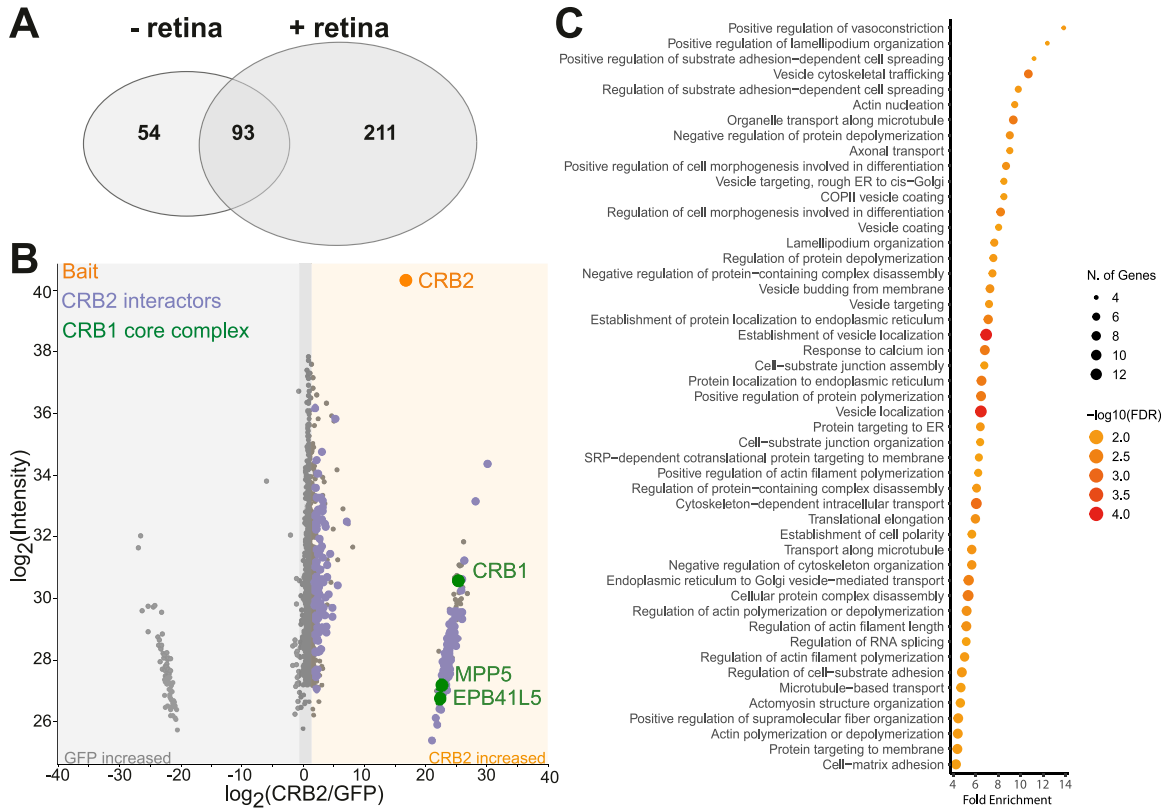 A
- retina
+ retina
54
93
211
B
Bait
CRB2 interactors
CRB1 core complex
CRB2
CRB1
MPP5
EPB41L5
GFP increased
CRB2 increased
log2(Intensity)
40
38
36
34
32
30
28
26
-40
-30
-20
-10
0
10
20
30
40
log2(CRB2/GFP)
C
Positive regulation of vasoconstriction
Positive regulation of lamellipodium organization
Positive regulation of substrate adhesion−dependent cell spreading
Vesicle cytoskeletal trafficking
Regulation of substrate adhesion−dependent cell spreading
Actin nucleation
Organelle transport along microtubule
Negative regulation of protein depolymerization
Axonal transport
Positive regulation of cell morphogenesis involved in differentiation
Vesicle targeting, rough ER to cis−Golgi
COPII vesicle coating
Regulation of cell morphogenesis involved in differentiation
Vesicle coating
Lamellipodium organization
Regulation of protein depolymerization
Negative regulation of protein−containing complex disassembly
Vesicle budding from membrane
Vesicle targeting
Establishment of protein localization to endoplasmic reticulum
Establishment of vesicle localization
Response to calcium ion
Cell−substrate junction assembly
Protein localization to endoplasmic reticulum
Positive regulation of protein polymerization
Vesicle localization
Protein targeting to ER
Cell−substrate junction organization
SRP−dependent cotranslational protein targeting to membrane
Positive regulation of actin filament polymerization
Regulation of protein−containing complex disassembly
Cytoskeleton−dependent intracellular transport
Translational elongation
Establishment of cell polarity
Transport along microtubule
Negative regulation of cytoskeleton organization
Endoplasmic reticulum to Golgi vesicle−mediated transport
Cellular protein complex disassembly
Regulation of actin polymerization or depolymerization
Regulation of actin filament length
Regulation of RNA splicing
Regulation of actin filament polymerization
Regulation of cell−substrate adhesion
Microtubule−based transport
Actomyosin structure organization
Positive regulation of supramolecular fiber organization
Actin polymerization or depolymerization
Protein targeting to membrane
Cell−matrix adhesion
4 6 8 10 12 14
Fold Enrichment
N. of Genes
4
6
8
10
12
−log10(FDR)
2.0
2.5
3.0
3.5
4.0